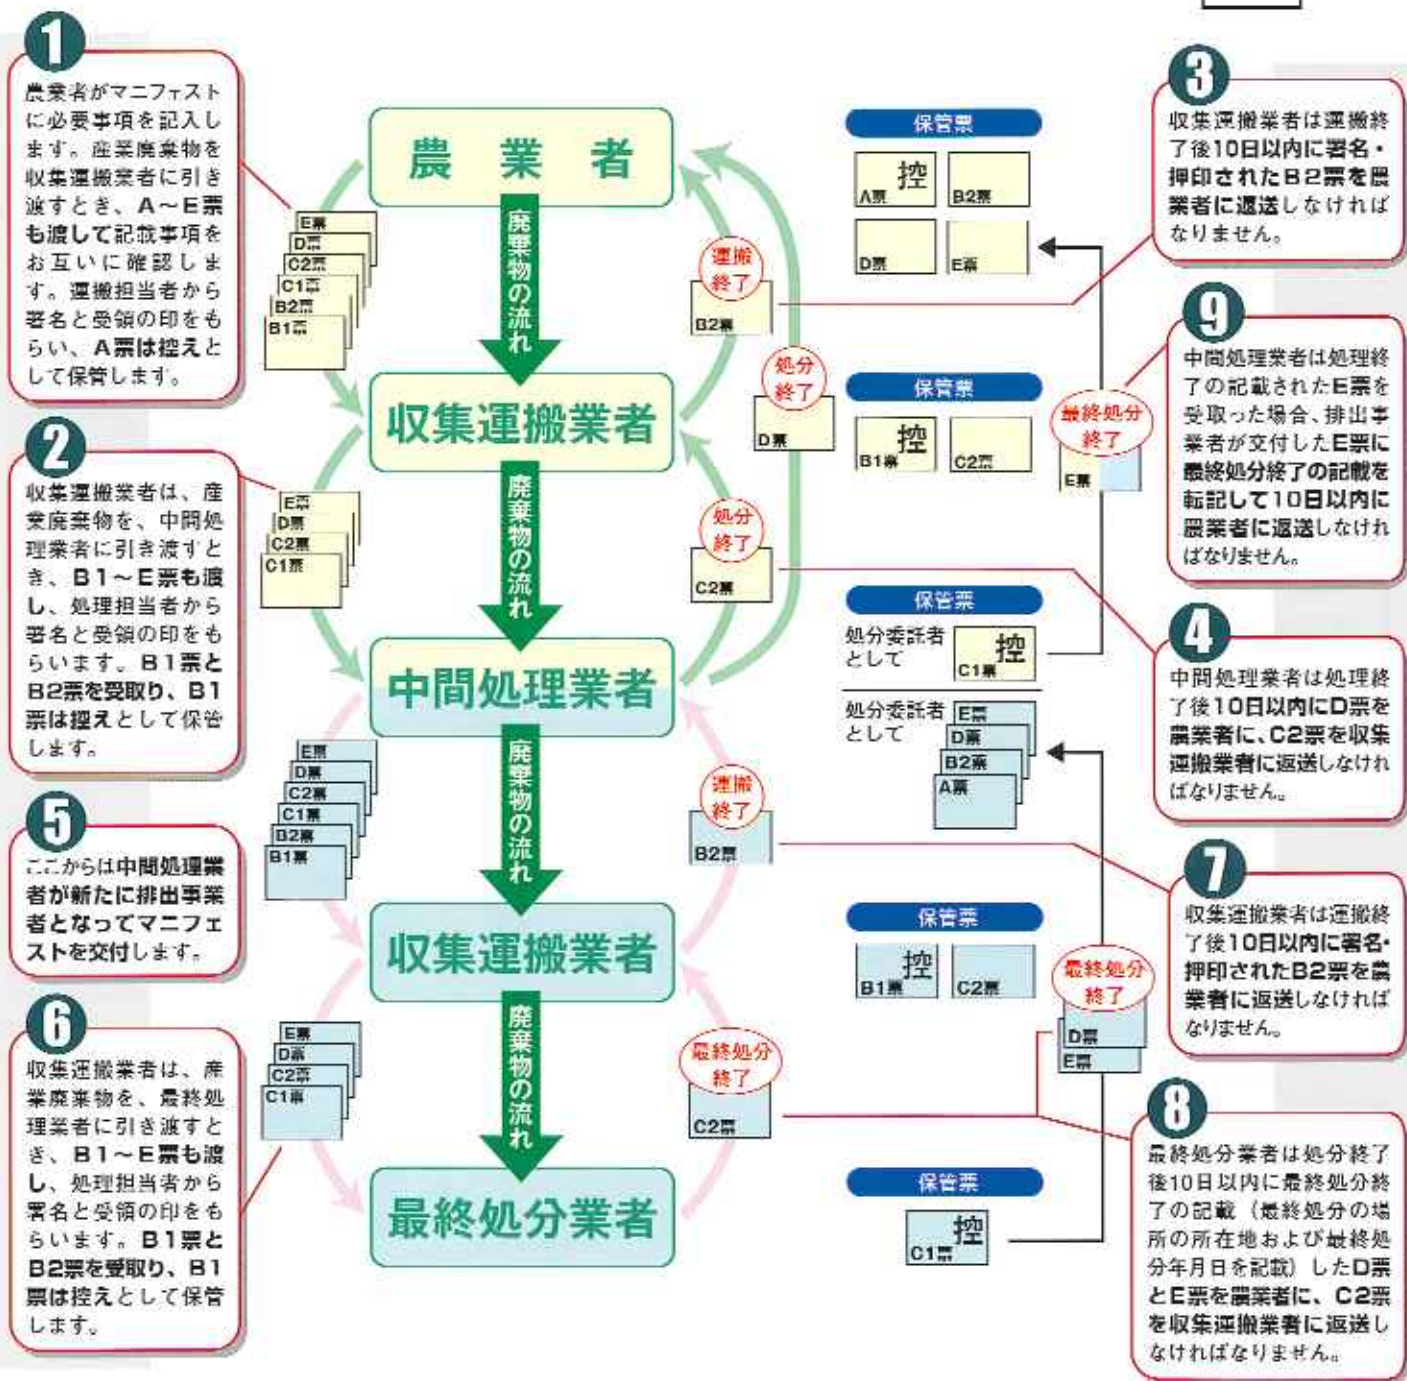 1
農業者がマニフェスト
に必要事項を記入し
ます。産業廃棄物を
収集運搬業者に引き
渡すとき、A〜E票
も渡して記載事項を
お互いに確認しま
す。運搬担当者から
署名と受領の印をも
らい、A票は控えと
して保管します。
2
収集運搬業者は、産
業廃棄物を、中間処
理業者に引き渡すと
き、B1〜E票も渡
し、処理担当者から
署名と受領の印をも
らいます。B1票と
B2票を受取り、B1
票は控えとして保管
します。
5
ここからは中間処理業
者が新たに排出事業
者となってマニフェ
ストを交付します。
6
収集運搬業者は、産
業廃棄物を、最終処
理業者に引き渡すと
き、B1〜E票も渡
し、処理担当者から
署名と受領の印をも
らいます。B1票と
B2票を受取り、B1
票は控えとして保管
します。
農業者
E票
D票
C2票
C1票
B2票
B1票
廃棄物の流れ
運搬
終了
B2票
処分
終了
D票
収集運搬業者
E票
D票
C2票
C1票
廃棄物の流れ
処分
終了
C2票
中間処理業者
E票
D票
C2票
C1票
B2票
B1票
廃棄物の流れ
運搬
終了
B2票
収集運搬業者
E票
D票
C2票
C1票
廃棄物の流れ
最終処分
終了
C2票
最終処分業者
保管票
控
A票
B2票
D票
E票
保管票
控
B1票
C2票
最終処分
終了
E票
保管票
処分委託者
として
控
C1票
処分委託者
として
E票
D票
B2票
A票
保管票
控
B1票
C2票
最終処分
終了
D票
E票
保管票
控
C1票
3
収集運搬業者は運搬終
了後10日以内に署名・
押印されたB2票を農
業者に返送しなければ
なりません。
9
中間処理業者は処理終
了の記載されたE票を
受取った場合、排出事
業者が交付したE票に
最終処分終了の記載を
転記して10日以内に
農業者に返送しなけれ
ばなりません。
4
中間処理業者は処理終
了後10日以内にD票を
農業者に、C2票を収集
運搬業者に返送しなけれ
ばなりません。
7
収集運搬業者は運搬終
了後10日以内に署名・
押印されたB2票を農
業者に返送しなければ
なりません。
8
最終処分業者は処分終了
後10日以内に最終処分終
了の記載（最終処分の場
所の所在地および最終処
分年月日を記載）したD票
とE票を農業者に、C2票
を収集運搬業者に返送し
なければなりません。